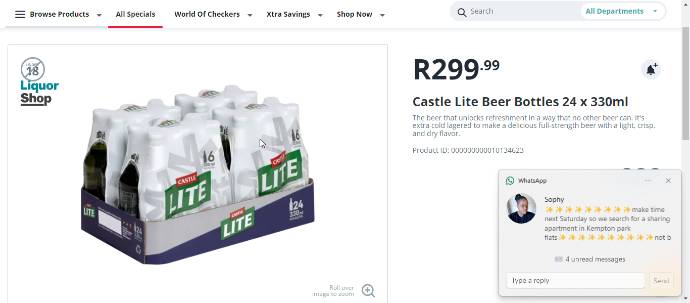 Browse Products
All Specials
World Of Checkers
Xtra Savings
Shop Now
Search
All Departments
18
Liquor
Shop
R299.99
Castle Lite Beer Bottles 24 x 330ml
The beer that unlocks refreshment in a way that no other beer can. It's
extra cold lagered to make a delicious full-strength beer with a light, crisp,
and dry flavor.
Product ID: 000000000010134623
CASTLE
LITE
6
CASTLE
LITE
6
LITE
CASTLE
LITE
24
330ml
Roll over
image to zoom
WhatsApp
Sophy
✨✨✨✨✨✨✨✨✨make time
next Saturday so we search for a sharing
apartment in Kempton park
flats✨✨✨✨✨✨✨✨✨✨not b
4 unread messages
Type a reply
Send